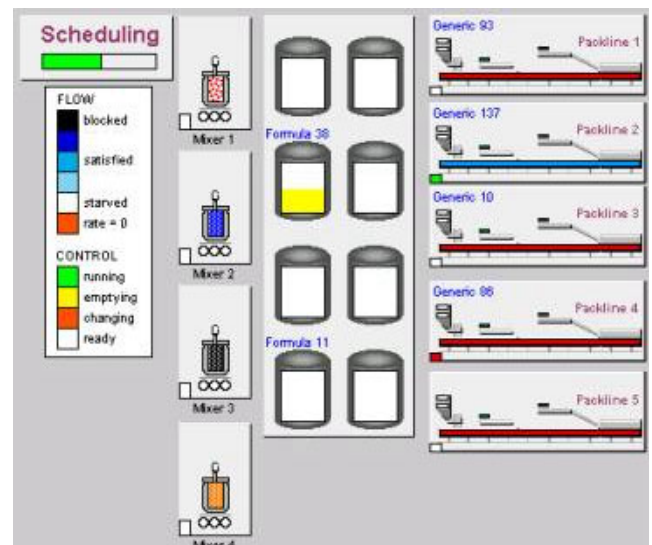 Scheduling
FLOW
blocked
satisfied
starved
rate = 0
CONTROL
running
emptying
changing
ready
Mixer 1
Mixer 2
Mixer 3
Mixer 4
Formula 38
Formula 11
Generic 93
Packline 1
Generic 137
Packline 2
Generic 10
Packline 3
Generic 86
Packline 4
Packline 5